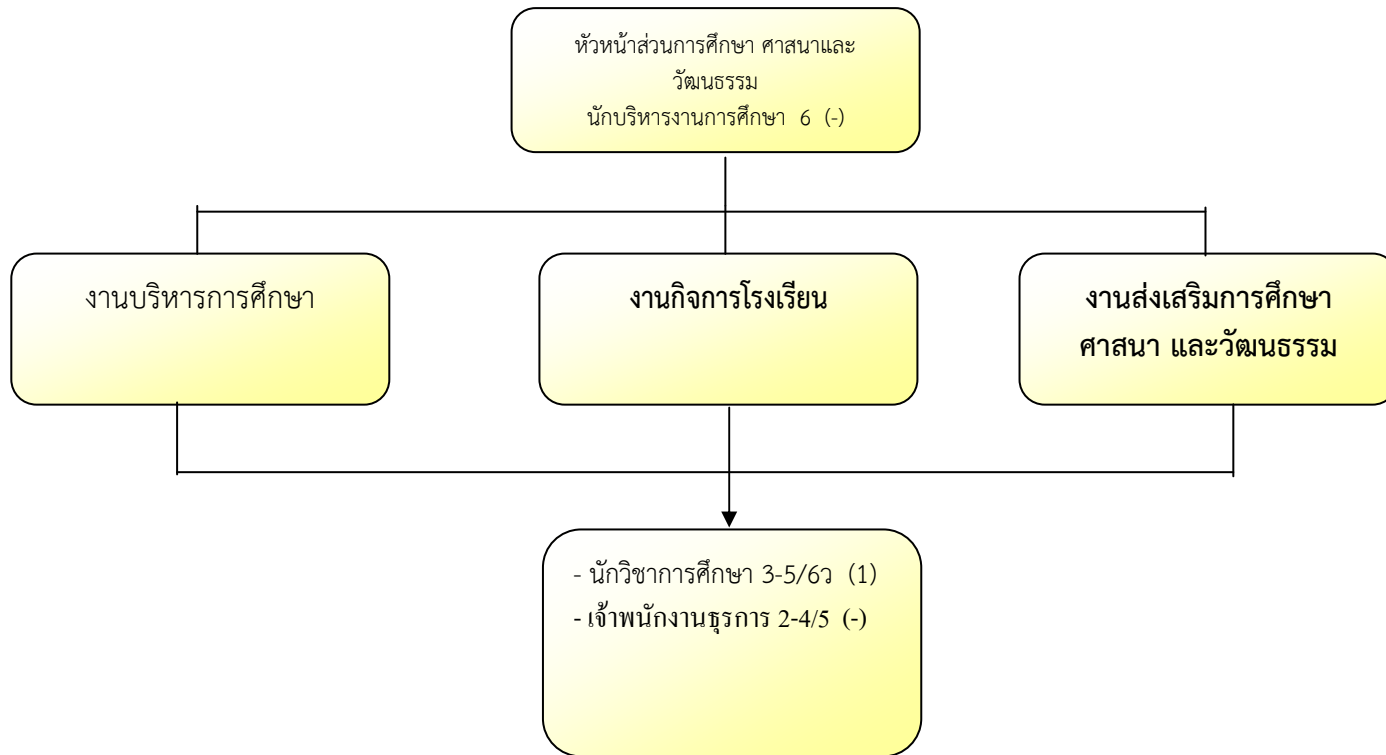 หัวหน้าส่วนการศึกษา ศาสนาและ
วัฒนธรรม
นักบริหารงานการศึกษา 6 (-)
งานบริหารการศึกษา
งานกิจการโรงเรียน
งานส่งเสริมการศึกษา
ศาสนา และวัฒนธรรม
- นักวิชาการศึกษา 3-5/6ว (1)
- เจ้าพนักงานธุรการ 2-4/5 (-)